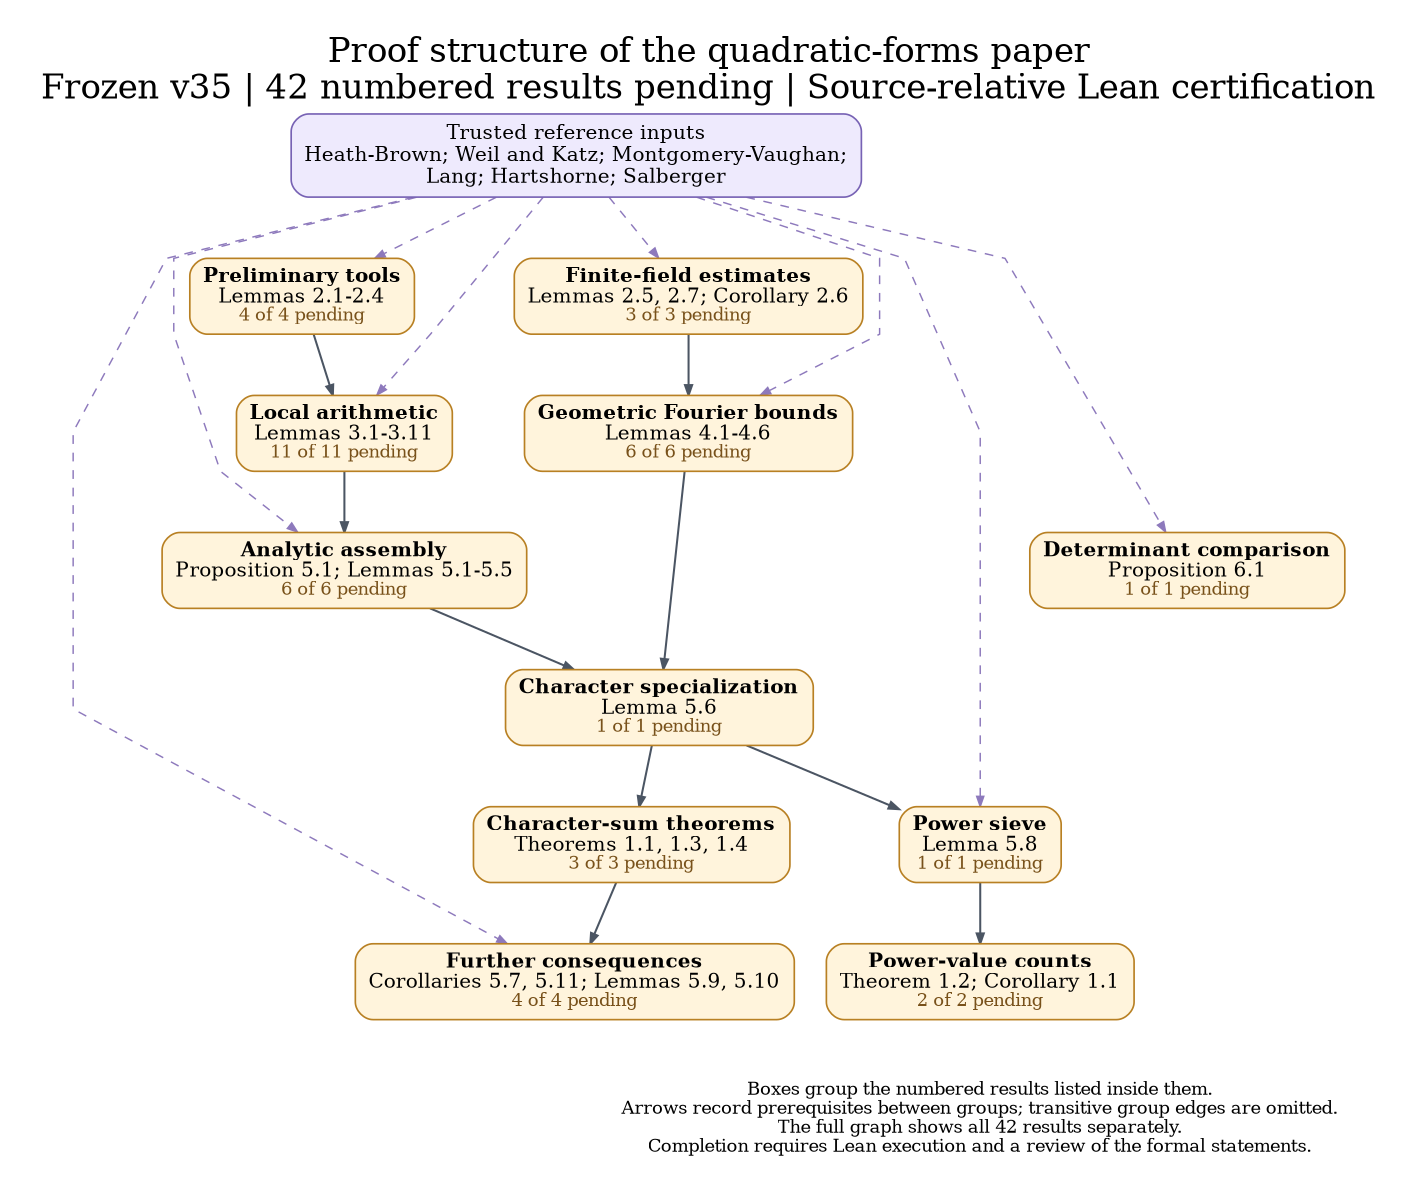 Proof structure of the quadratic-forms paper
Frozen v35 | 42 numbered results pending | Source-relative Lean certification
Trusted reference inputs
Heath-Brown; Weil and Katz; Montgomery-Vaughan;
Lang; Hartshorne; Salberger
Preliminary tools
Lemmas 2.1-2.4
4 of 4 pending
Finite-field estimates
Lemmas 2.5, 2.7; Corollary 2.6
3 of 3 pending
Local arithmetic
Lemmas 3.1-3.11
11 of 11 pending
Geometric Fourier bounds
Lemmas 4.1-4.6
6 of 6 pending
Analytic assembly
Proposition 5.1; Lemmas 5.1-5.5
6 of 6 pending
Determinant comparison
Proposition 6.1
1 of 1 pending
Character specialization
Lemma 5.6
1 of 1 pending
Character-sum theorems
Theorems 1.1, 1.3, 1.4
3 of 3 pending
Power sieve
Lemma 5.8
1 of 1 pending
Further consequences
Corollaries 5.7, 5.11; Lemmas 5.9, 5.10
4 of 4 pending
Power-value counts
Theorem 1.2; Corollary 1.1
2 of 2 pending
Boxes group the numbered results listed inside them.
Arrows record prerequisites between groups; transitive group edges are omitted.
The full graph shows all 42 results separately.
Completion requires Lean execution and a review of the formal statements.